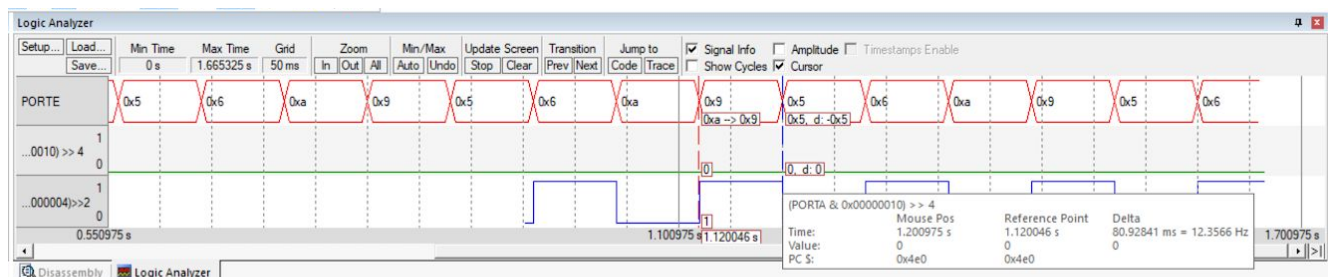 Logic Analyzer
Setup... Load... Min Time Max Time Grid Zoom Min/Max Update Screen Transition Jump to Signal Info Amplitude Timestamps Enable
Save... 0 s 1.665325 s 50 ms In Out All Auto Undo Stop Clear Prev Next Code Trace Show Cycles Cursor
PORTE 0x5 0x6 0xa 0x9 0x5 0x6 0xa 0x9 0x5 0x6 0xa 0x9 0x5 0x6
0xa --> 0x9 0x5, d: -0x5
1
...0010) >> 4
0 0 0, d: 0
1
...000004)>>2
0 1
(PORTA & 0x00000010) >> 4
Mouse Pos Reference Point Delta
Time: 1.200975 s 1.120046 s 80.92841 ms = 12.3566 Hz
Value: 0 0 0
PC $: 0x4e0 0x4e0
0.550975 s 1.100975 s 1.120046 s 1.700975 s
Disassembly Logic Analyzer